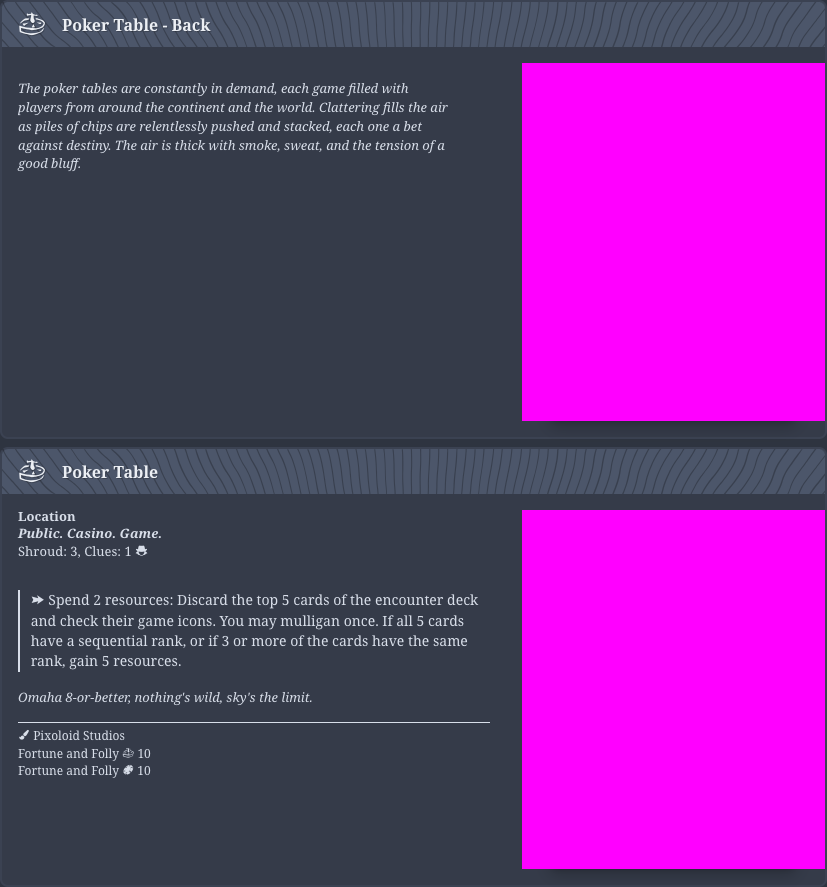 Poker Table - Back
The poker tables are constantly in demand, each game filled with
players from around the continent and the world. Clattering fills the air
as piles of chips are relentlessly pushed and stacked, each one a bet
against destiny. The air is thick with smoke, sweat, and the tension of a
good bluff.
Poker Table
Location
Public. Casino. Game.
Shroud: 3, Clues: 1
Spend 2 resources: Discard the top 5 cards of the encounter deck
and check their game icons. You may mulligan once. If all 5 cards
have a sequential rank, or if 3 or more of the cards have the same
rank, gain 5 resources.
Omaha 8-or-better, nothing's wild, sky's the limit.
Pixoloid Studios
Fortune and Folly 10
Fortune and Folly 10